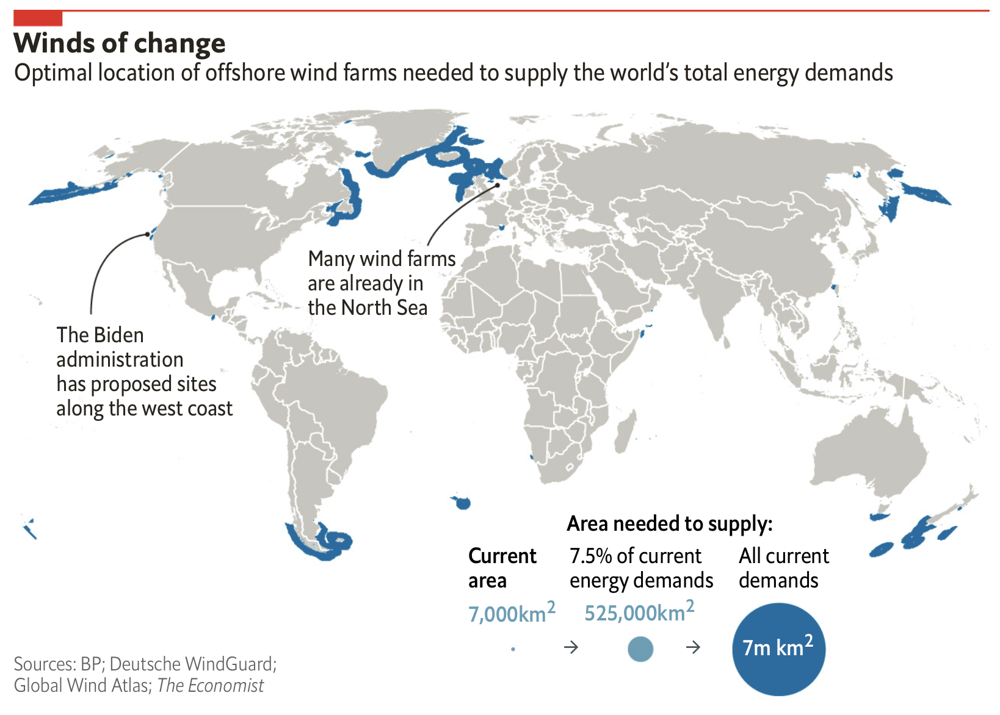 Winds of change
Optimal location of offshore wind farms needed to supply the world's total energy demands
Many wind farms
are already in
the North Sea
The Biden
administration
has proposed sites
along the west coast
Area needed to supply:
Current
area
7.5% of current
energy demands
All current
demands
7,000km²
525,000km²
→
→
7m km²
Sources: BP; Deutsche WindGuard;
Global Wind Atlas; The Economist